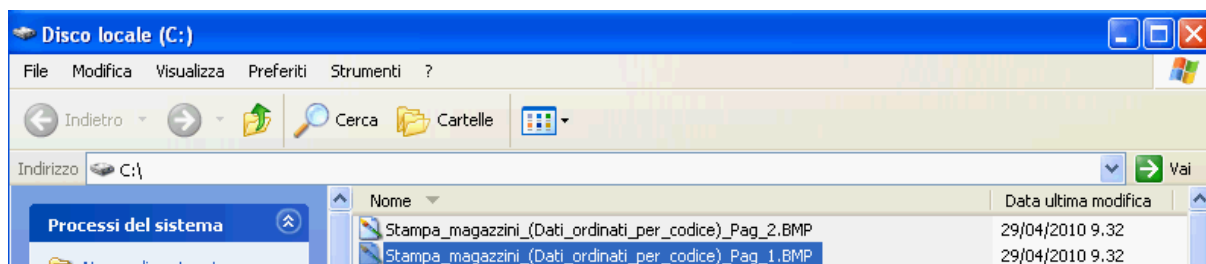 Disco locale (C:)
File Modifica Visualizza Preferiti Strumenti ?
Indietro Cerca Cartelle
Indirizzo C:\ Vai
Nome Data ultima modifica
Processi del sistema
Stampa_magazzini_(Dati_ordinati_per_codice)_Pag_2.BMP 29/04/2010 9.32
Stampa_magazzini_(Dati_ordinati_per_codice)_Pag_1.BMP 29/04/2010 9.32